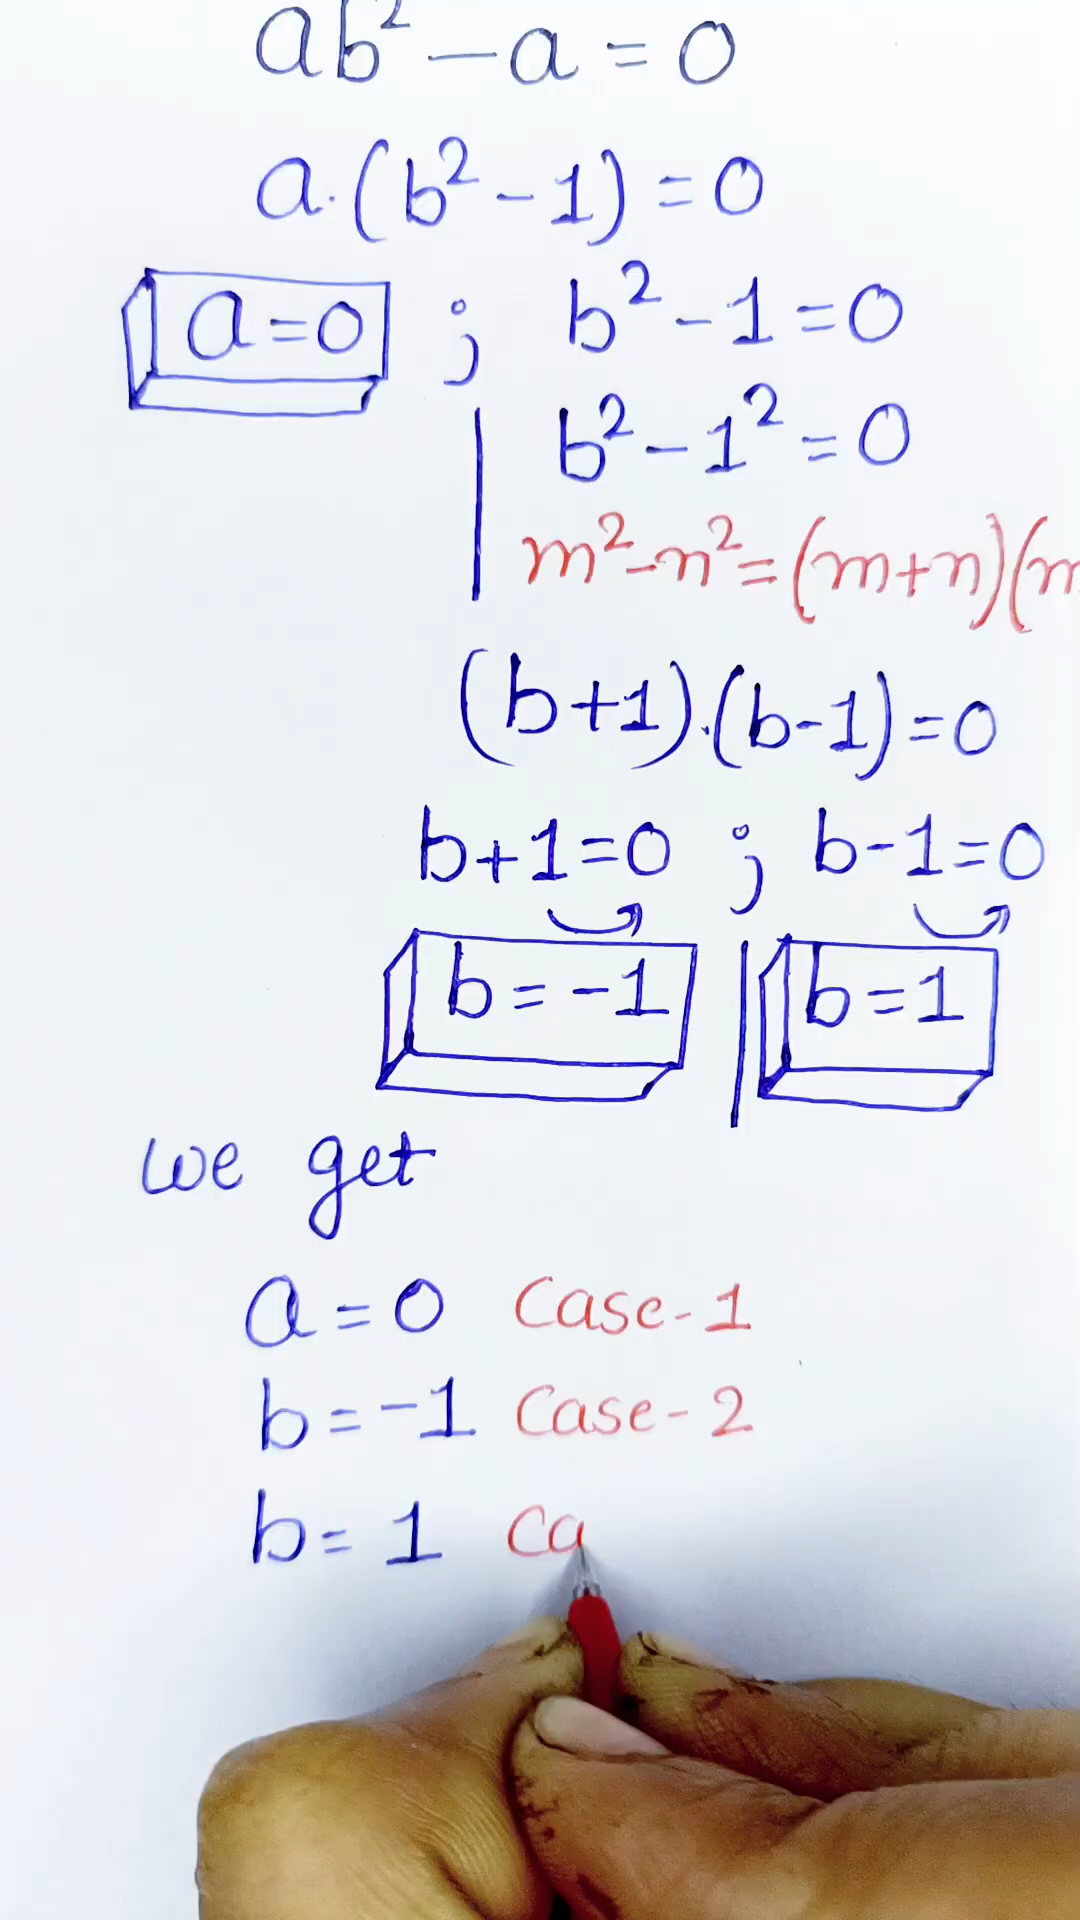 ab² - a = 0
a.(b² - 1) = 0
a = 0 ; b² - 1 = 0
b² - 1² = 0
m² - n² = (m+n)(m
(b+1).(b-1) = 0
b+1=0 ; b-1=0
b = -1 b = 1
we get
a = 0 Case-1
b = -1 Case-2
b = 1 Ca